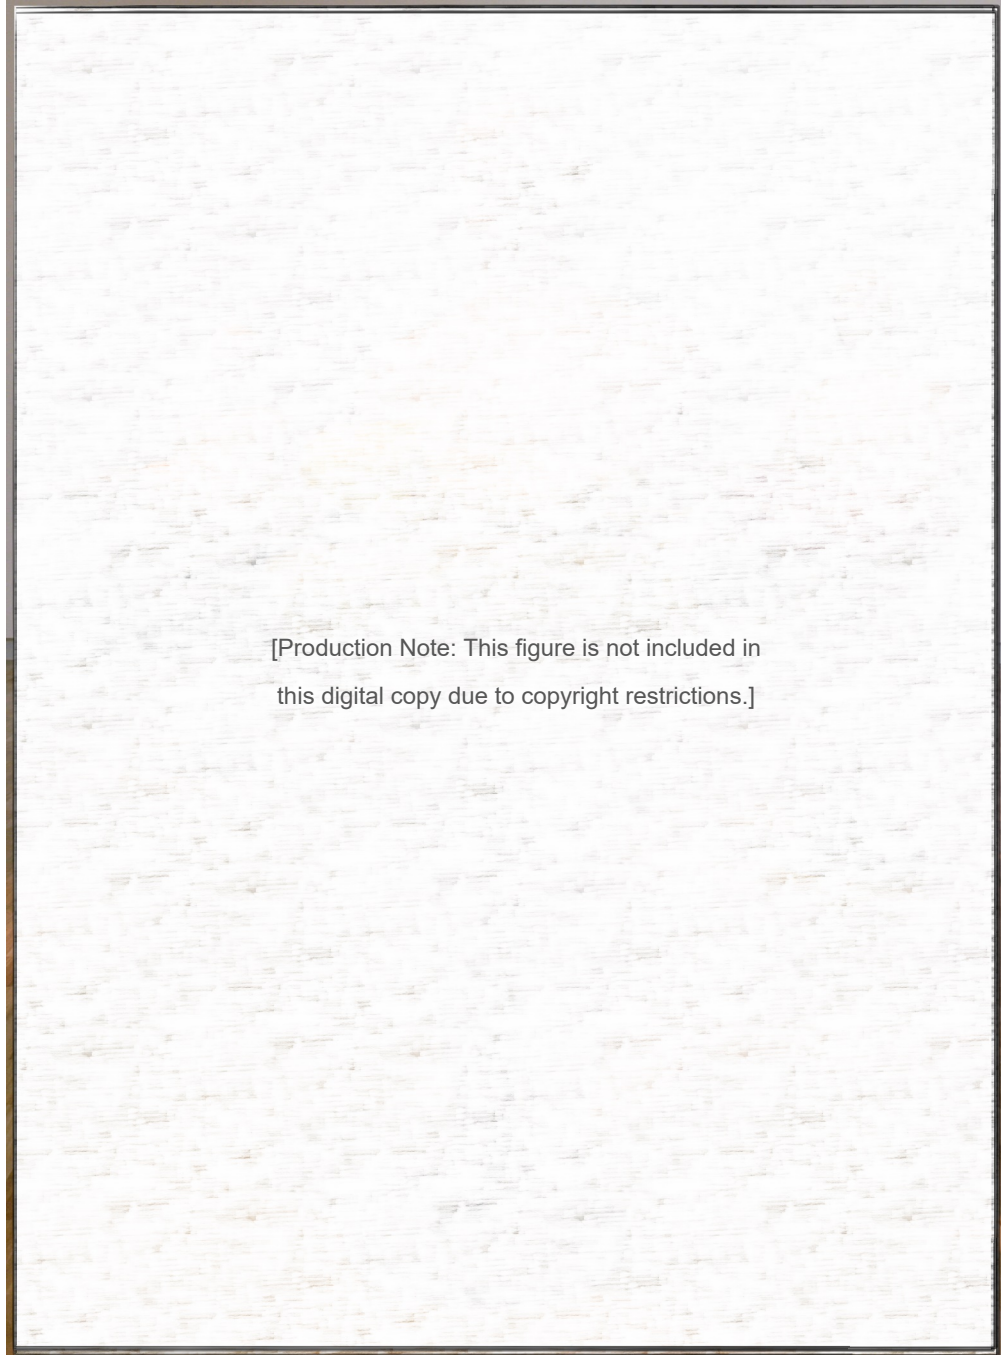 [Production Note: This figure is not included in
this digital copy due to copyright restrictions.]